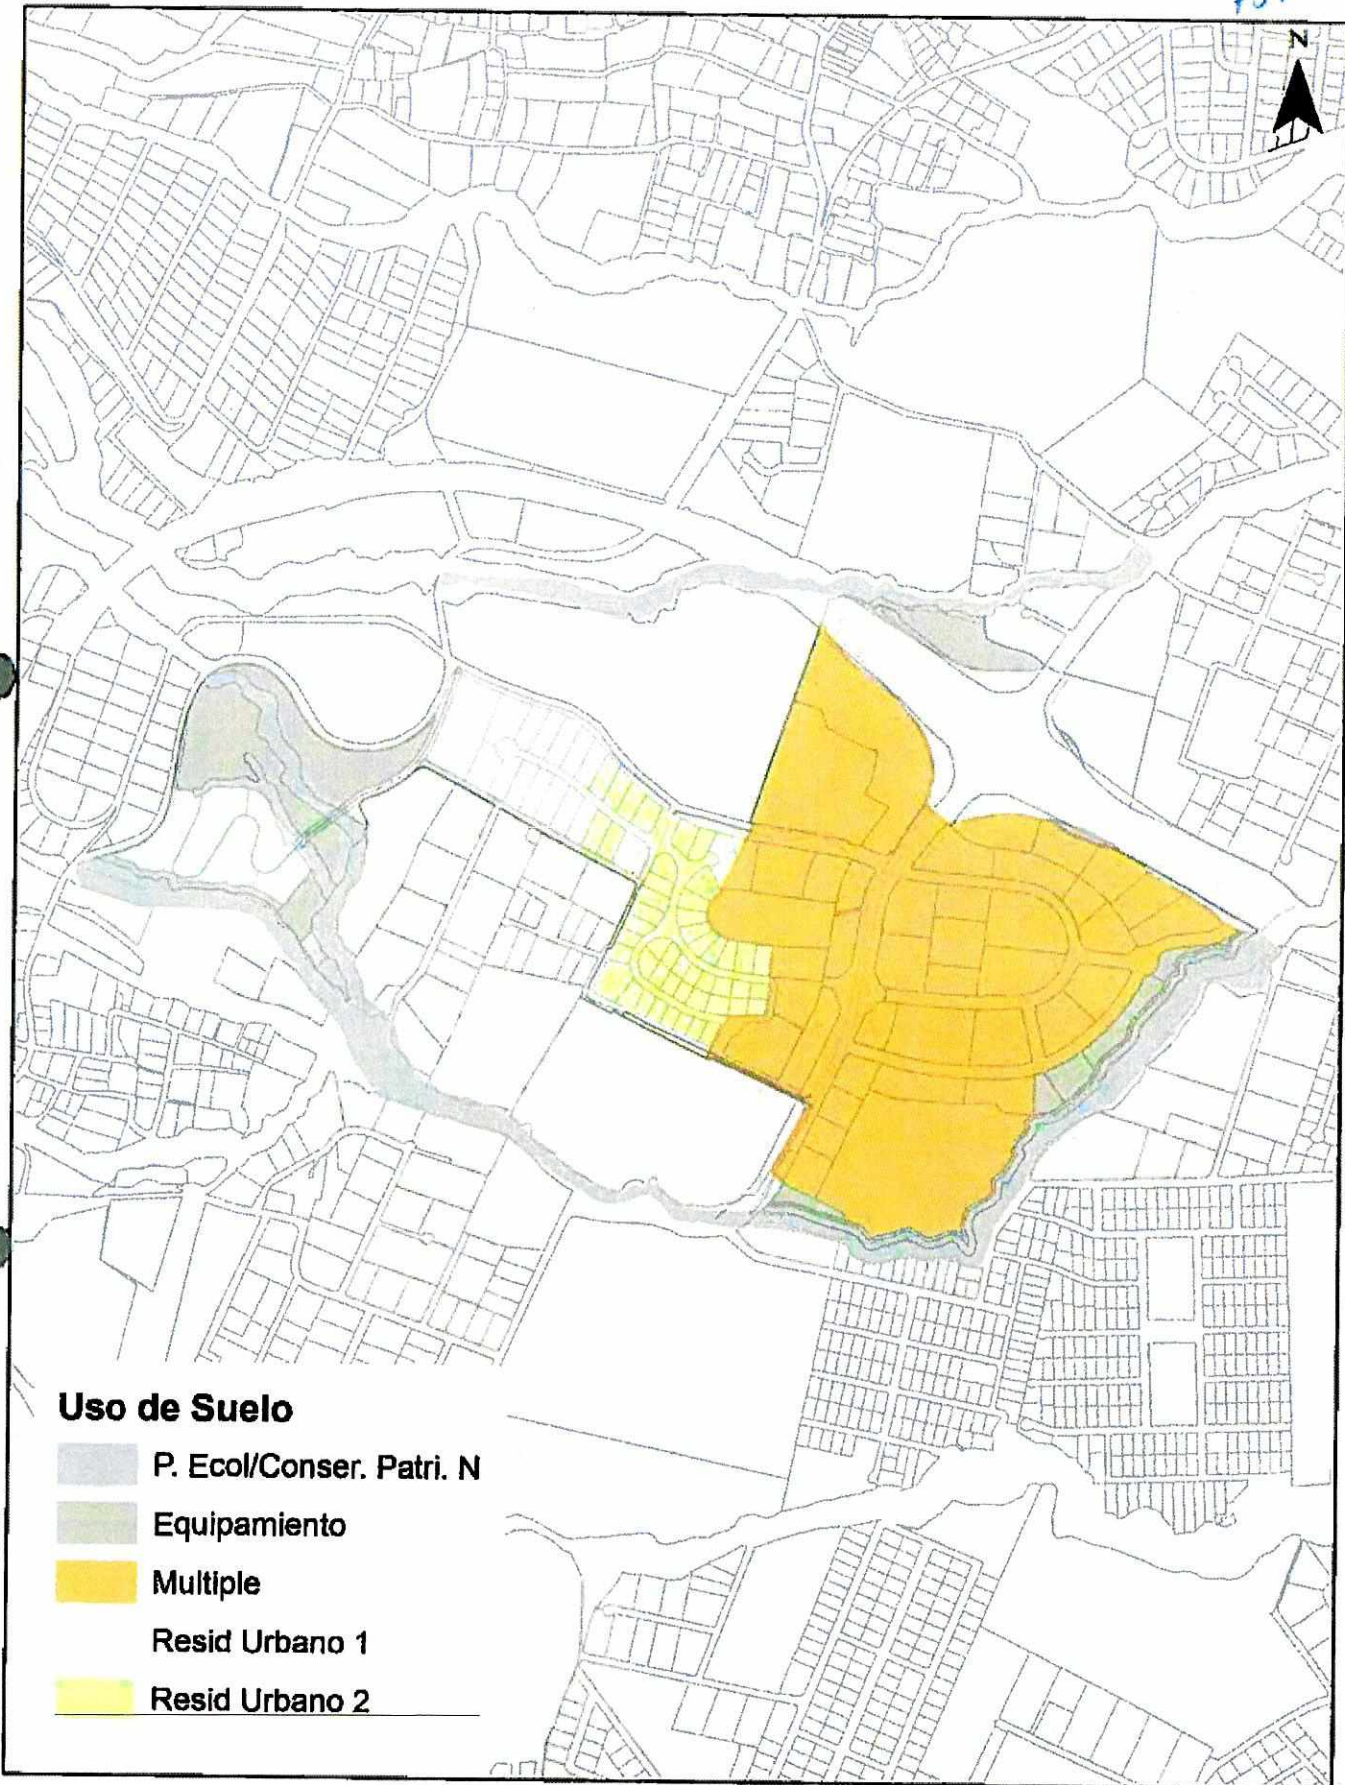 N
Uso de Suelo
P. Ecol/Conser. Patri. N
Equipamiento
Multiple
Resid Urbano 1
Resid Urbano 2